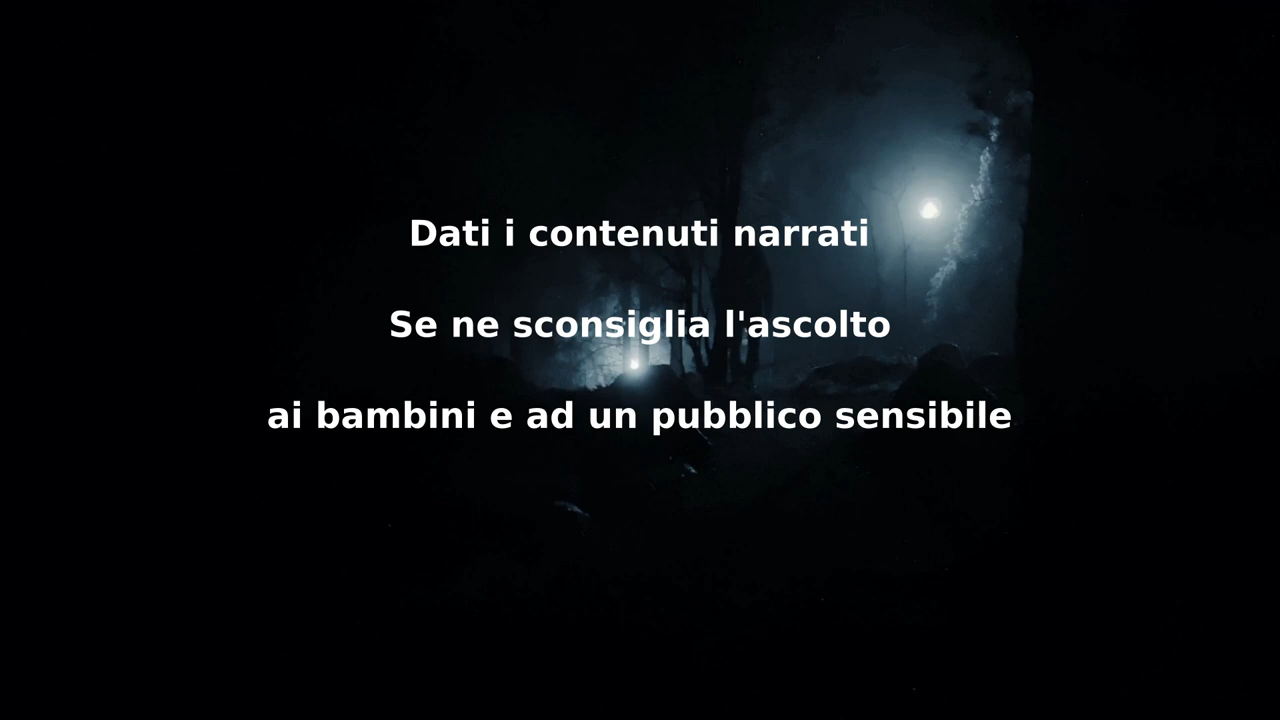 Dati i contenuti narrati
Se ne sconsiglia l'ascolto
ai bambini e ad un pubblico sensibile